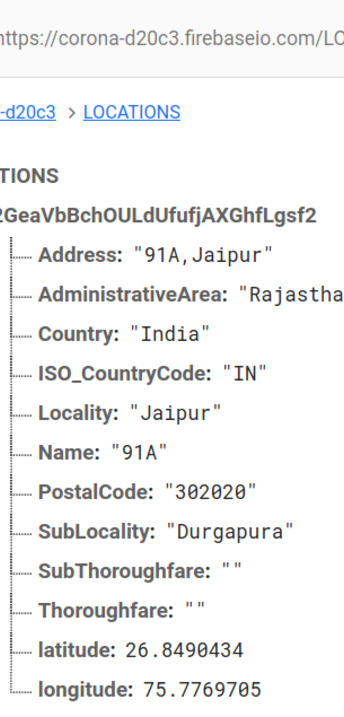 https://corona-d20c3.firebaseio.com/LO
-d20c3 > LOCATIONS
TIONS
2GeaVbBchOULdUfufjAXGhfLgsf2
Address: "91A,Jaipur"
AdministrativeArea: "Rajastha
Country: "India"
ISO_CountryCode: "IN"
Locality: "Jaipur"
Name: "91A"
PostalCode: "302020"
SubLocality: "Durgapura"
SubThoroughfare: ""
Thoroughfare: ""
latitude: 26.8490434
longitude: 75.7769705